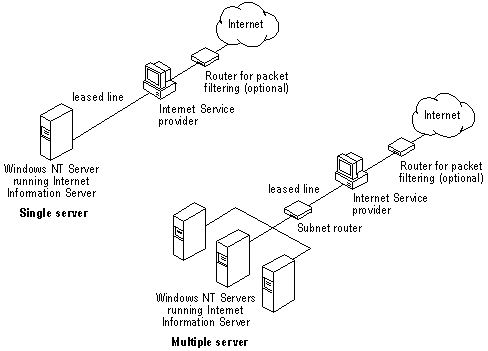 Internet
Router for packet
filtering (optional)
leased line
Internet Service
provider
Windows NT Server
running Internet
Information Server
Single server
Internet
Router for packet
filtering (optional)
leased line
Internet Service
provider
Subnet router
Windows NT Servers
running Internet
Information Server
Multiple server